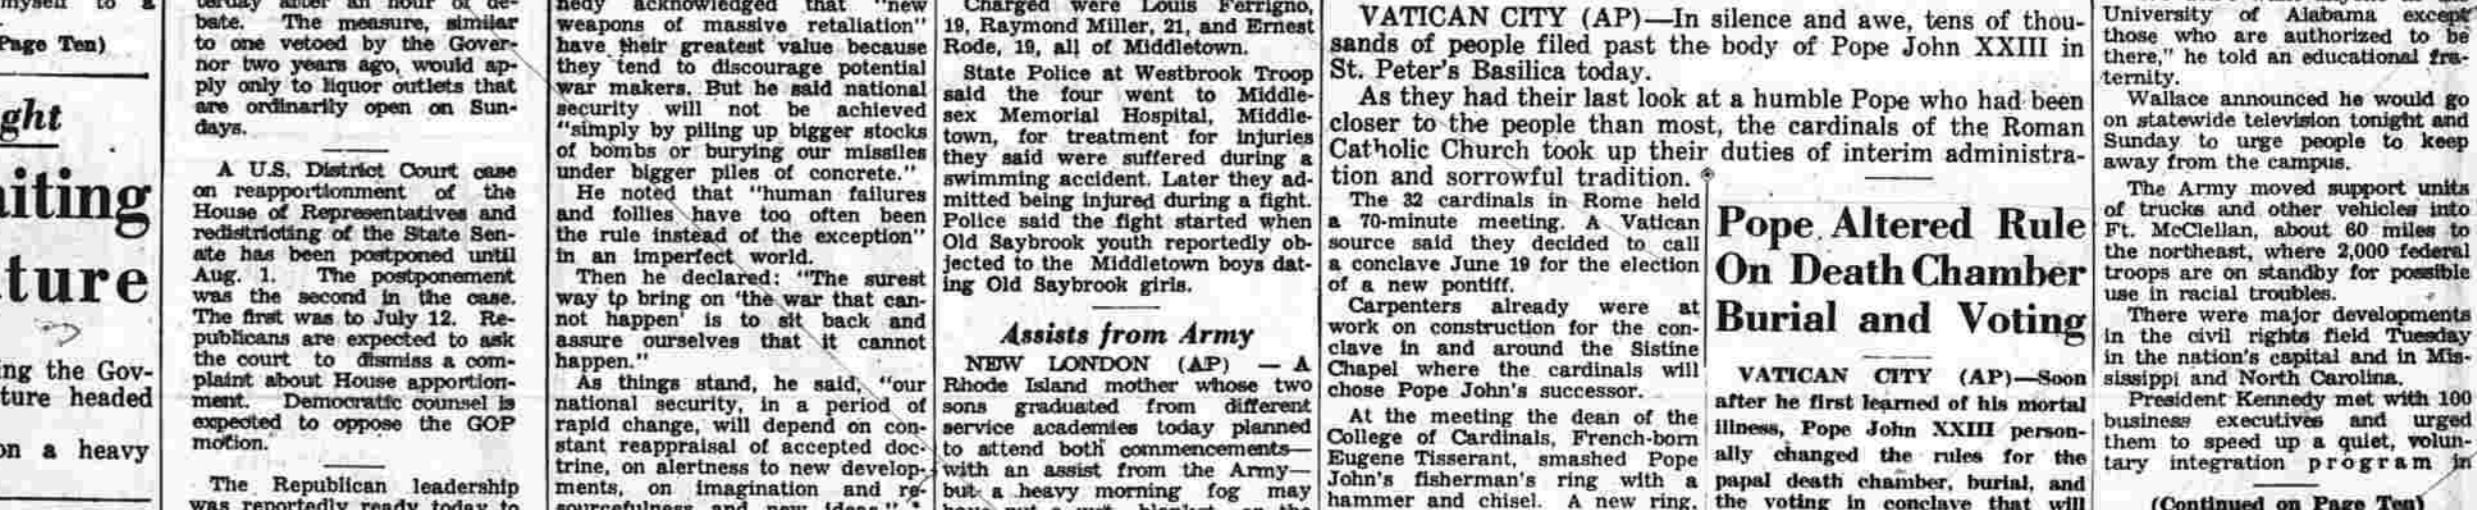 Page Ten)
ght
iting
ture
ing the Gov-
ture headed
on a heavy
bate. The measure, similar
to one vetoed by the Gover-
nor two years ago, would ap-
ply only to liquor outlets that
are ordinarily open on Sun-
days.
A U.S. District Court case
on reapportionment of the
House of Representatives and
redistricting of the State Sen-
ate has been postponed until
Aug. 1. The postponement
was the second in the case.
The first was to July 12. Re-
publicans are expected to ask
the court to dismiss a com-
plaint about House apportion-
ment. Democratic counsel is
expected to oppose the GOP
motion.
The Republican leadership
was reportedly ready today to
nedy acknowledged that "new
weapons of massive retaliation"
have their greatest value because
they tend to discourage potential
war makers. But he said national
security will not be achieved
"simply by piling up bigger stocks
of bombs or burying our missiles
under bigger piles of concrete."
He noted that "human failures
and follies have too often been
the rule instead of the exception"
in an imperfect world.
Then he declared: "The surest
way to bring on 'the war that can-
not happen' is to sit back and
assure ourselves that it cannot
happen."
As things stand, he said, "our
national security, in a period of
rapid change, will depend on con-
stant reappraisal of accepted doc-
trine, on alertness to new develop-
ments, on imagination and re-
sourcefulness and new ideas."
Charged were Louis Ferrigno,
19, Raymond Miller, 21, and Ernest
Rode, 19, all of Middletown.
State Police at Westbrook Troop
said the four went to Middle-
sex Memorial Hospital, Middle-
town, for treatment for injuries
they said were suffered during a
swimming accident. Later they ad-
mitted being injured during a fight.
Police said the fight started when
Old Saybrook youth reportedly ob-
jected to the Middletown boys dat-
ing Old Saybrook girls.
Assists from Army
NEW LONDON (AP) — A
Rhode Island mother whose two
sons graduated from different
service academies today planned
to attend both commencements—
with an assist from the Army—
but a heavy morning fog may
VATICAN CITY (AP)—In silence and awe, tens of thou-
sands of people filed past the body of Pope John XXIII in
St. Peter's Basilica today.
As they had their last look at a humble Pope who had been
closer to the people than most, the cardinals of the Roman
Catholic Church took up their duties of interim administra-
tion and sorrowful tradition.
The 32 cardinals in Rome held
a 70-minute meeting. A Vatican
source said they decided to call
a conclave June 19 for the election
of a new pontiff.
Carpenters already were at
work on construction for the con-
clave in and around the Sistine
Chapel where the cardinals will
chose Pope John's successor.
At the meeting the dean of the
College of Cardinals, French-born
Eugene Tisserant, smashed Pope
John's fisherman's ring with a
hammer and chisel. A new ring,
Pope Altered Rule
On Death Chamber
Burial and Voting
VATICAN CITY (AP)—Soon
after he first learned of his mortal
illness, Pope John XXIII person-
ally changed the rules for the
papal death chamber, burial, and
the voting in conclave that will
University of Alabama except
those who are authorized to be
there," he told an educational fra-
ternity.
Wallace announced he would go
on statewide television tonight and
Sunday to urge people to keep
away from the campus.
The Army moved support units
of trucks and other vehicles into
Ft. McClellan, about 60 miles to
the northeast, where 2,000 federal
troops are on standby for possible
use in racial troubles.
There were major developments
in the civil rights field Tuesday
in the nation's capital and in Mis-
sissippi and North Carolina.
President Kennedy met with 100
business executives and urged
them to speed up a quiet, volun-
tary integration program in
(Continued on Page Ten)